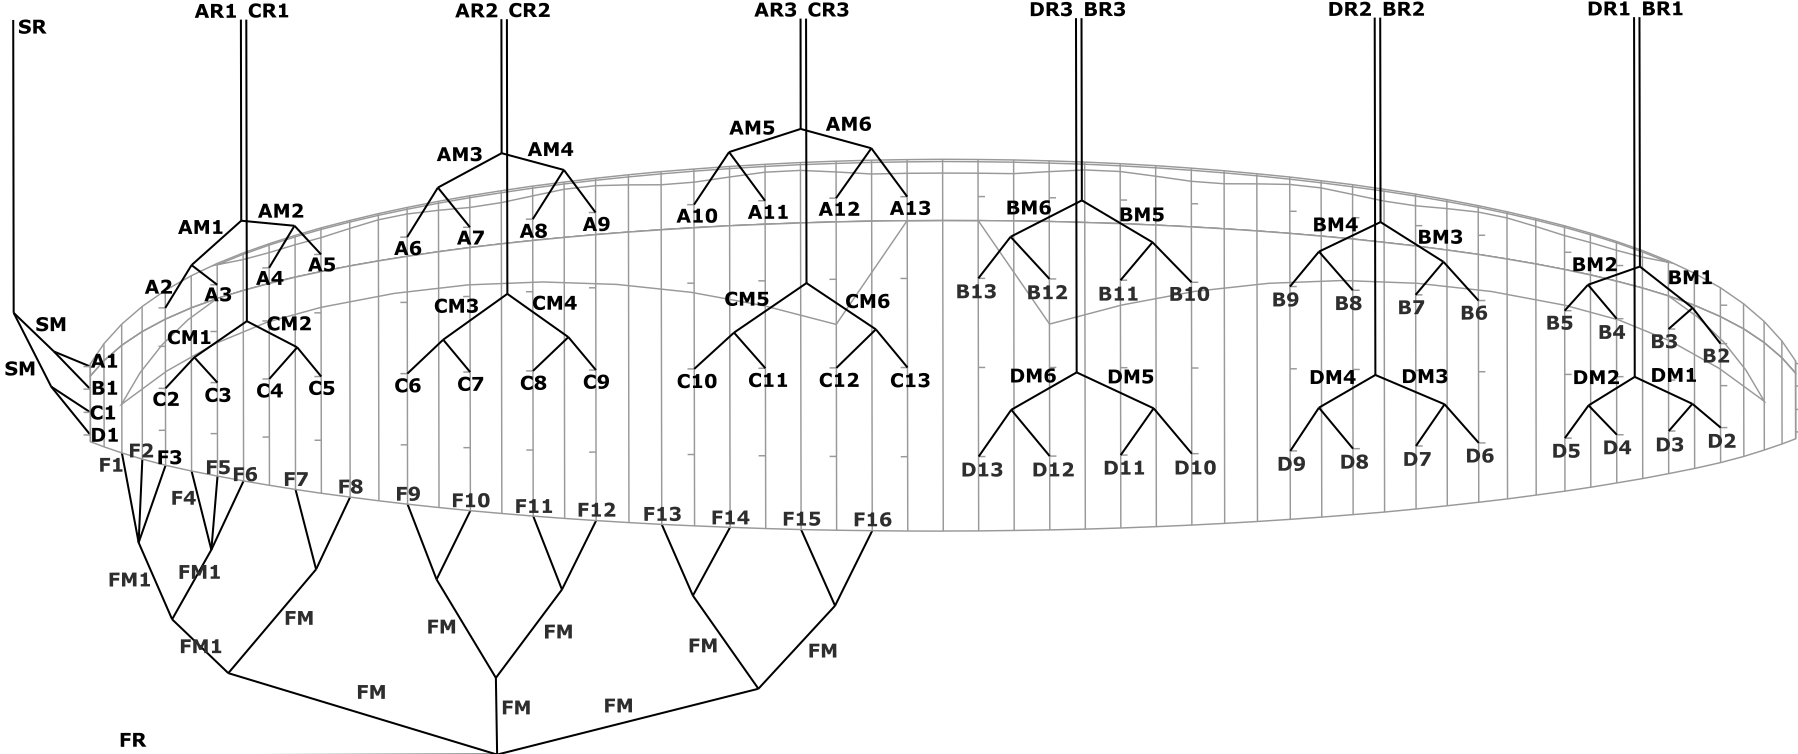 SR
AR1 CR1
AR2 CR2
AR3 CR3
DR3 BR3
DR2 BR2
DR1 BR1
AM5
AM6
AM3
AM4
AM1
AM2
A10
A11
A12
A13
BM6
BM5
A6
A7
A8
A9
BM4
BM3
A2
A3
A4
A5
BM2
BM1
B13
B12
B11
B10
B9
B8
B7
B6
B5
B4
B3
B2
CM5
CM6
CM3
CM4
SM
CM1
CM2
SM
A1
B1
C1
D1
C2
C3
C4
C5
C6
C7
C8
C9
C10
C11
C12
C13
DM6
DM5
DM4
DM3
DM2
DM1
D13
D12
D11
D10
D9
D8
D7
D6
D5
D4
D3
D2
F1
F2
F3
F4
F5
F6
F7
F8
F9
F10
F11
F12
F13
F14
F15
F16
FM1
FM1
FM1
FM
FM
FM
FM
FM
FM
FM
FM
FR